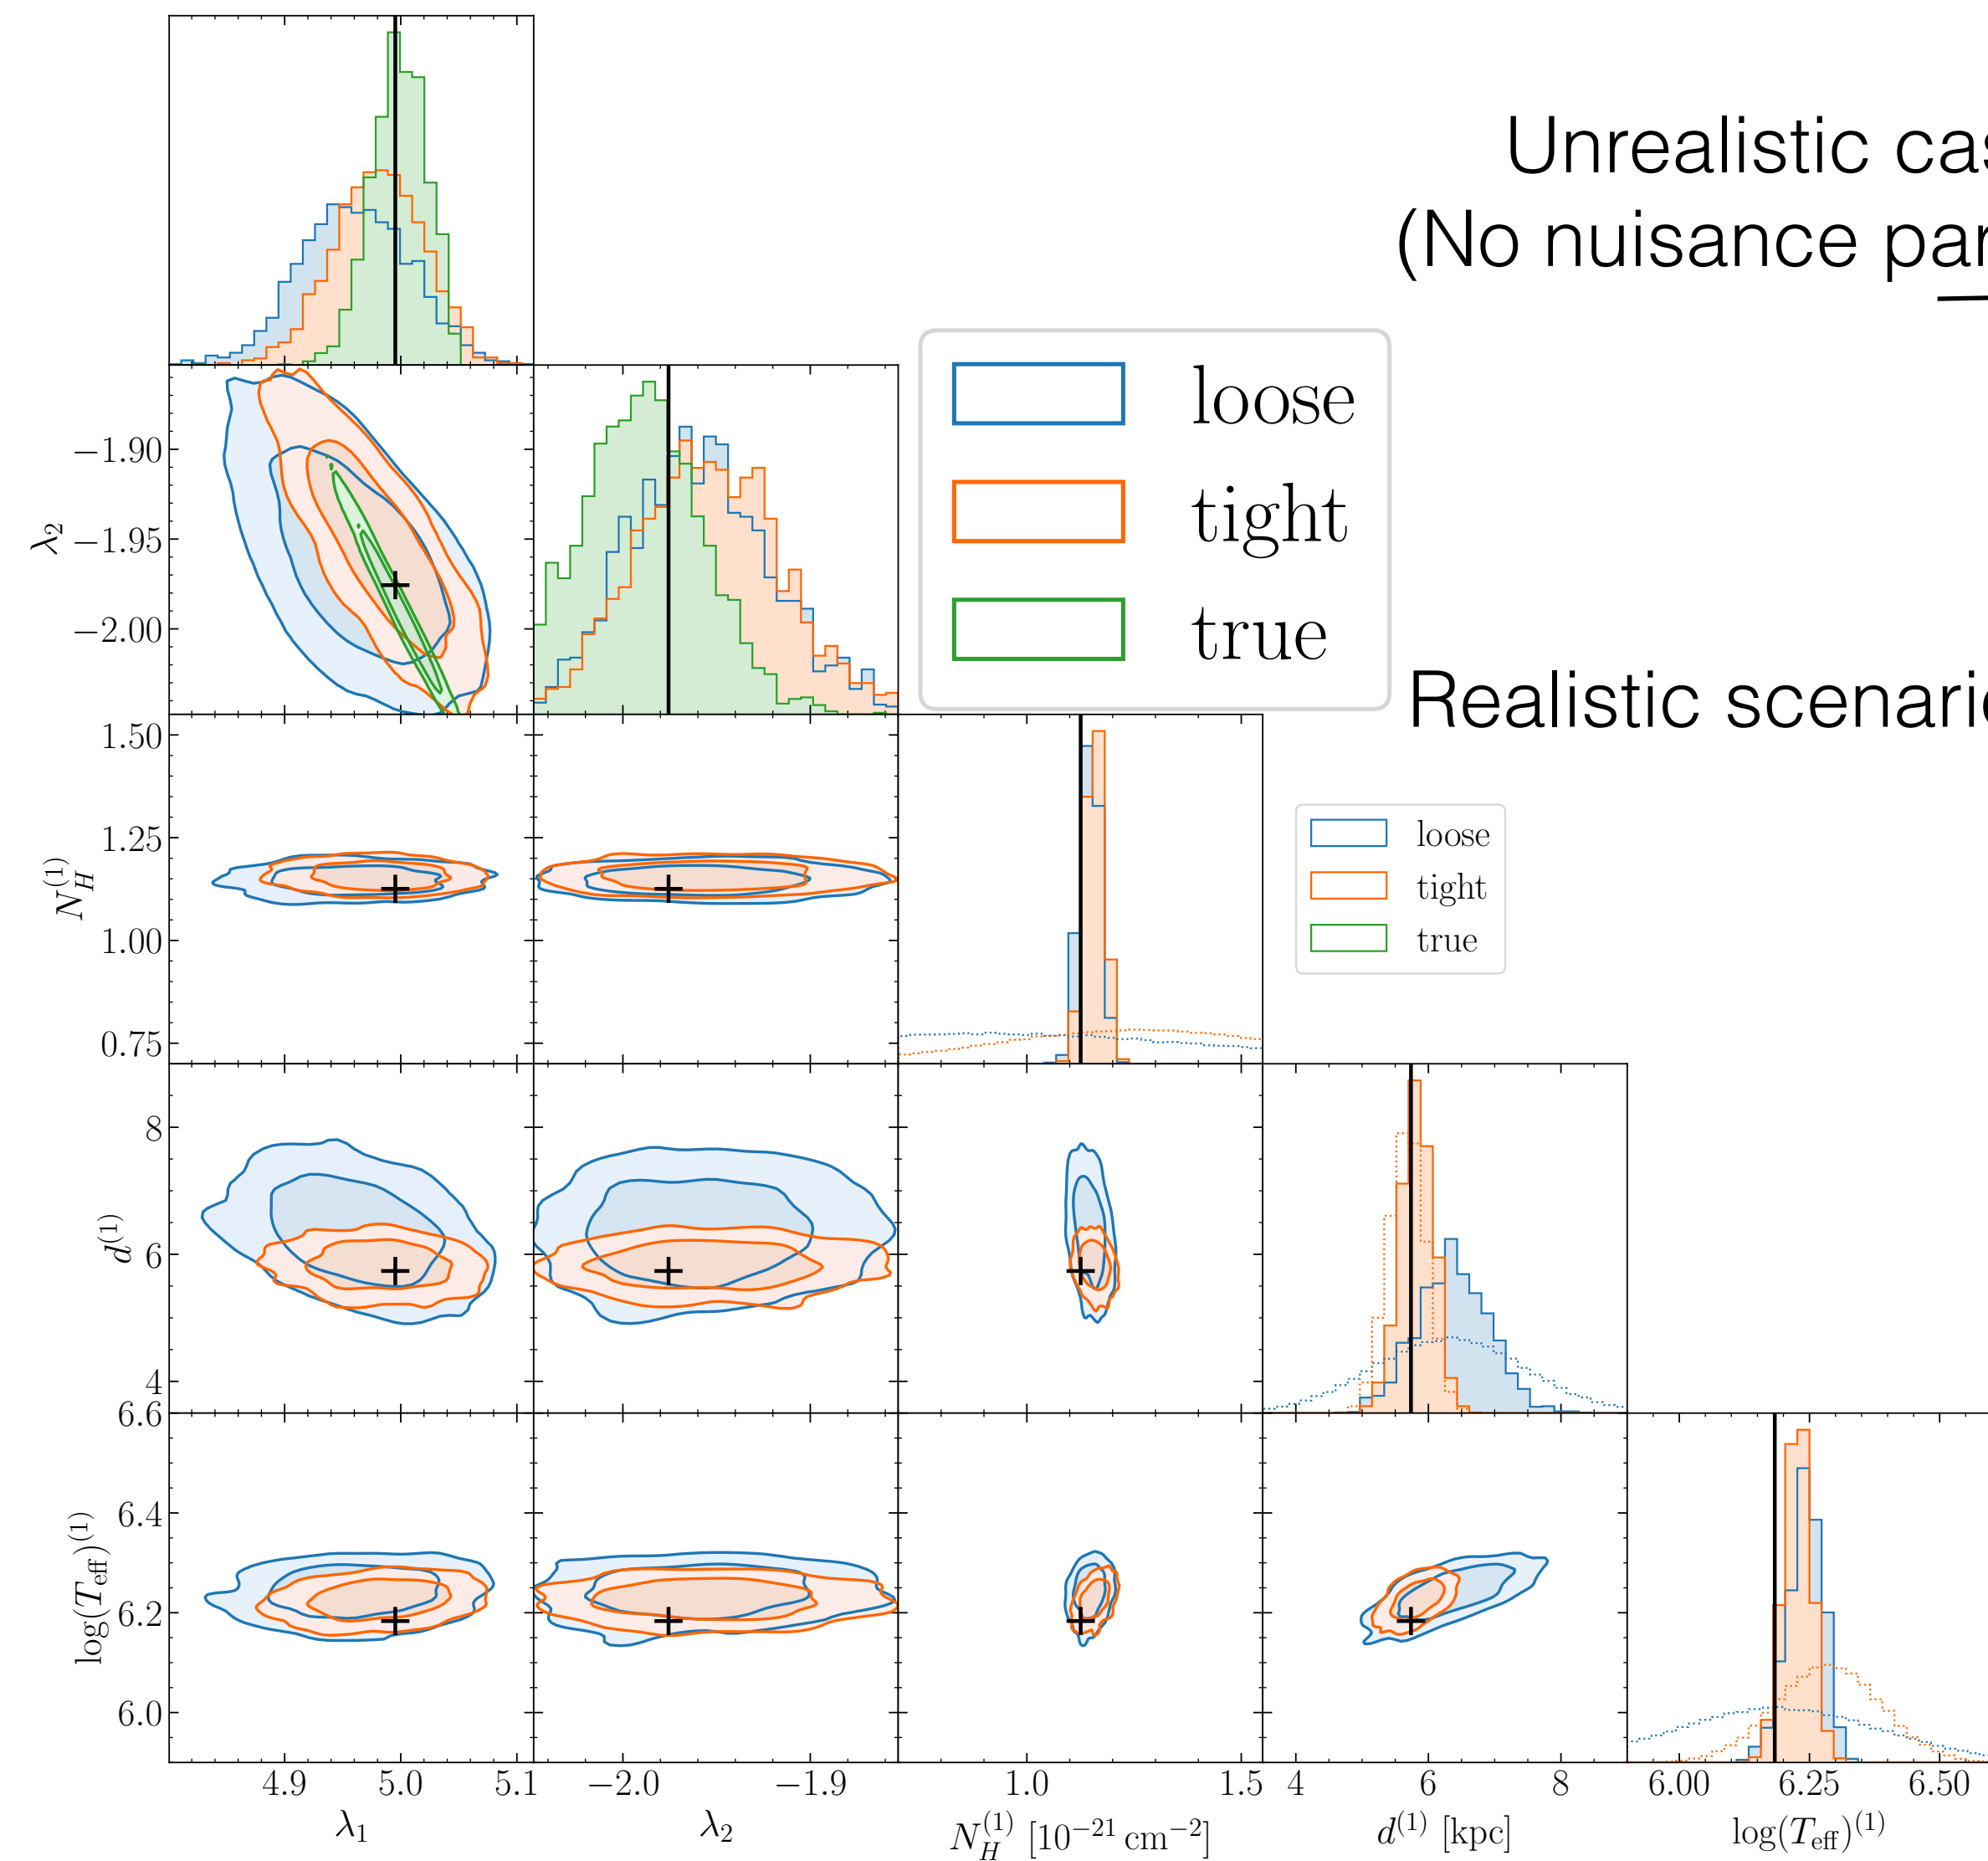 Unrealistic cas
(No nuisance par
loose
tight
true
Realistic scenari
loose
tight
true
λ₂
−1.90
−1.95
−2.00
N_H^(1)
1.50
1.25
1.00
0.75
d^(1)
8
6
4
log(T_eff)^(1)
6.6
6.4
6.2
6.0
4.9 5.0 5.1 −2.0 −1.9 1.0 1.5 4 6 8 6.00 6.25 6.50
λ₁ λ₂ N_H^(1) [10^−21 cm^−2] d^(1) [kpc] log(T_eff)^(1)